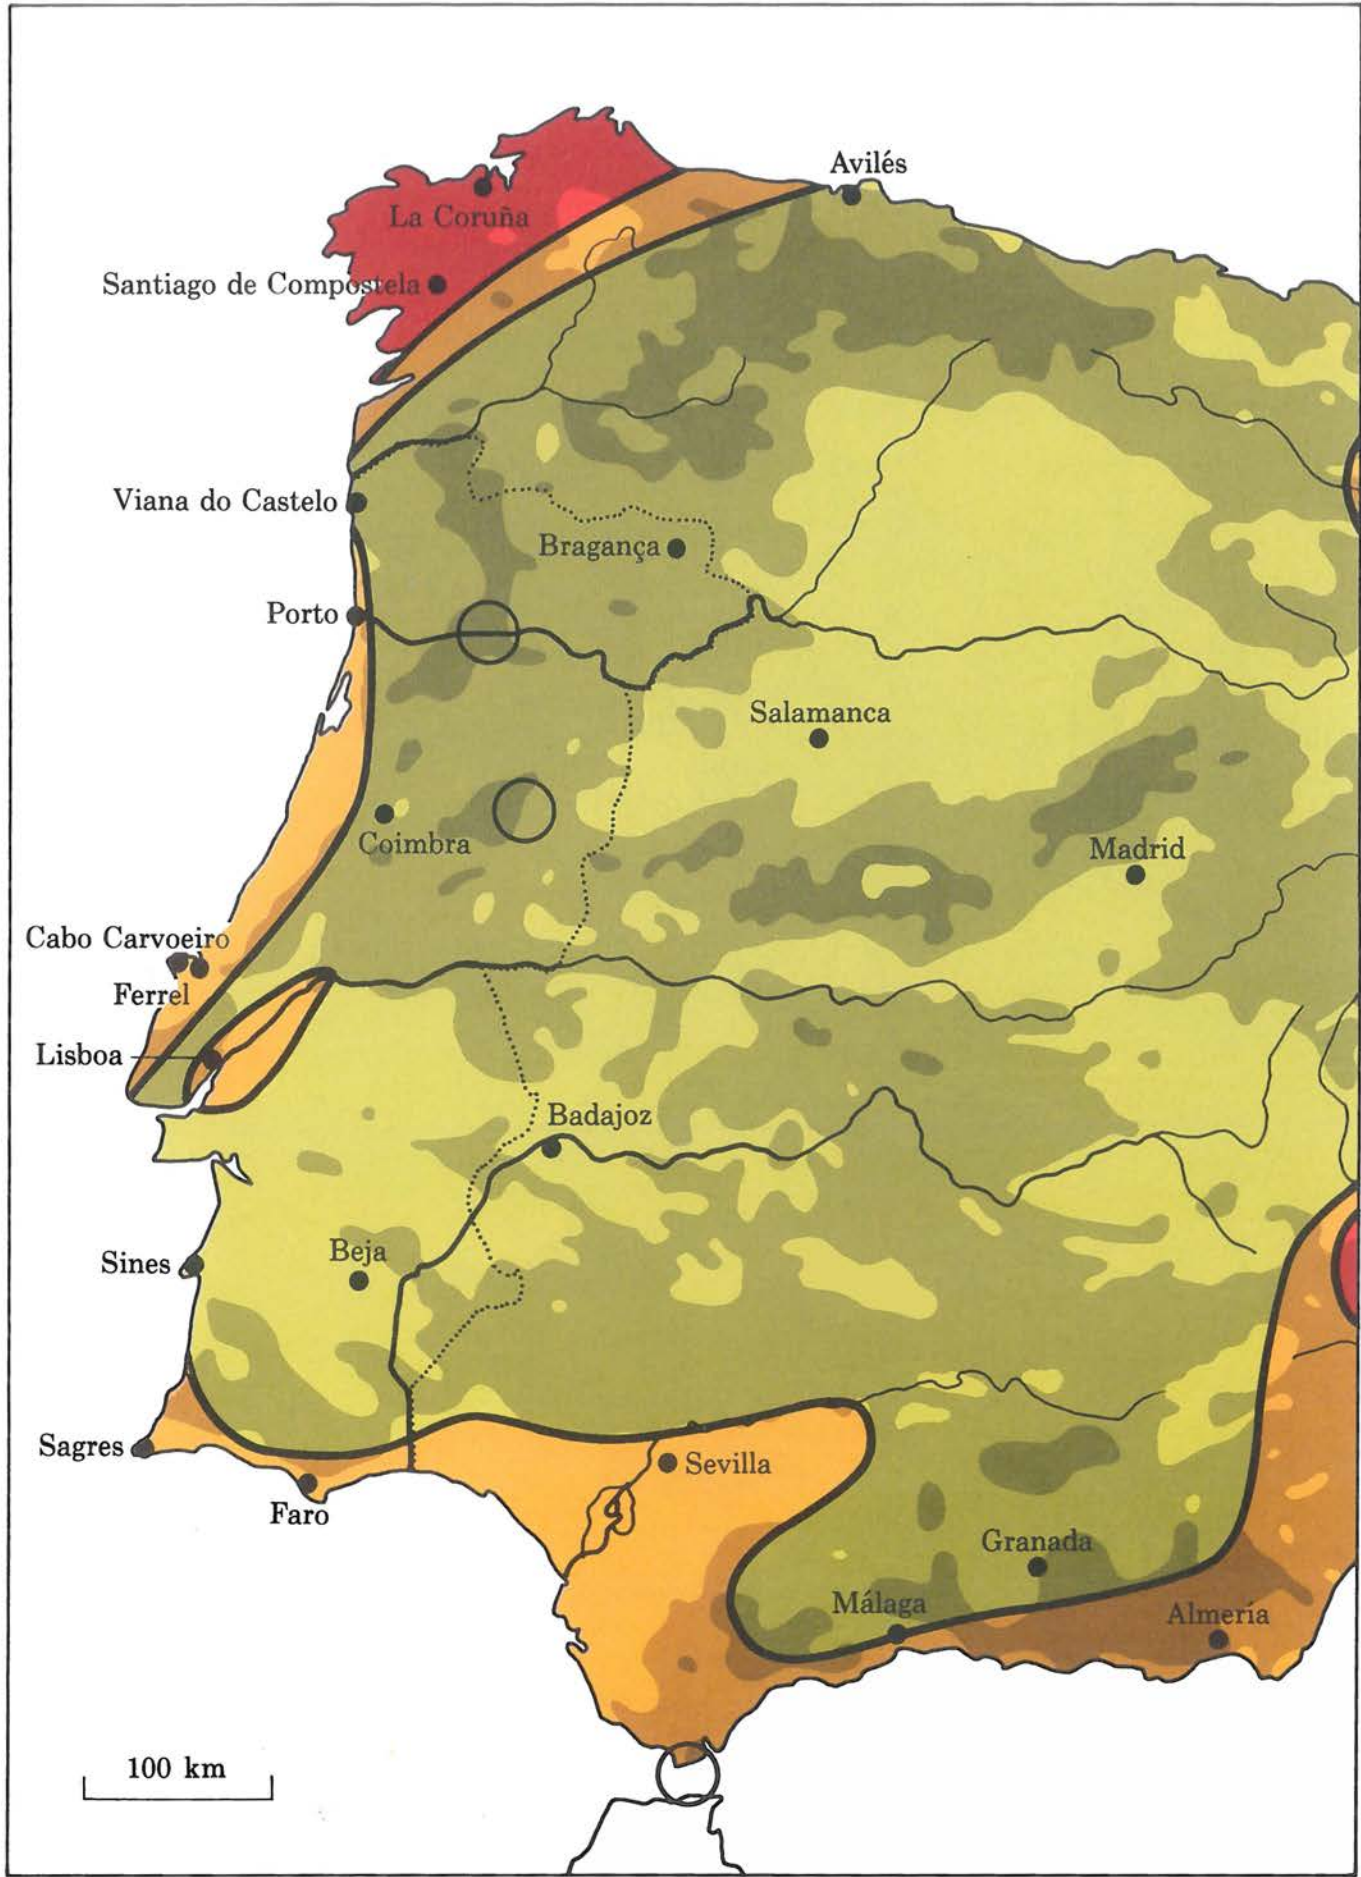 Avilés
La Coruña
Santiago de Compostela
Viana do Castelo
Bragança
Porto
Salamanca
Coimbra
Madrid
Cabo Carvoeiro
Ferrel
Lisboa
Badajoz
Sines
Beja
Sagres
Sevilla
Faro
Granada
Málaga
Almería
100 km